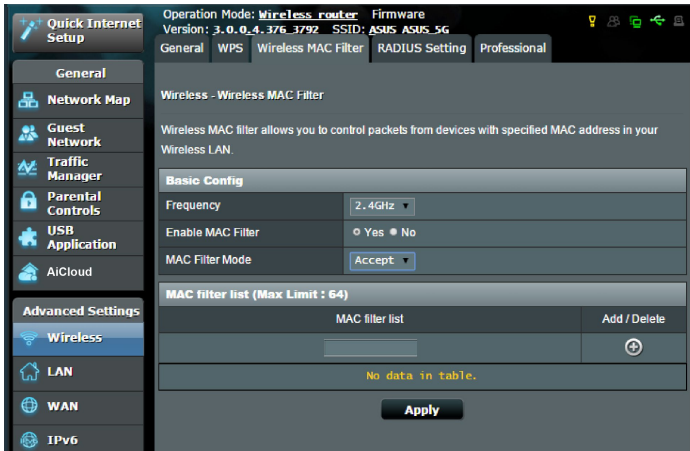 Quick Internet
Setup
Operation Mode: Wireless router Firmware
Version: 3.0.0.4.376_3792 SSID: ASUS ASUS_5G
General WPS Wireless MAC Filter RADIUS Setting Professional
General
Network Map
Guest
Network
Traffic
Manager
Parental
Controls
USB
Application
AiCloud
Advanced Settings
Wireless
LAN
WAN
IPv6
Wireless - Wireless MAC Filter
Wireless MAC filter allows you to control packets from devices with specified MAC address in your
Wireless LAN.
Basic Config
Frequency 2.4GHz
Enable MAC Filter Yes No
MAC Filter Mode Accept
MAC filter list (Max Limit : 64)
MAC filter list Add / Delete
No data in table.
Apply